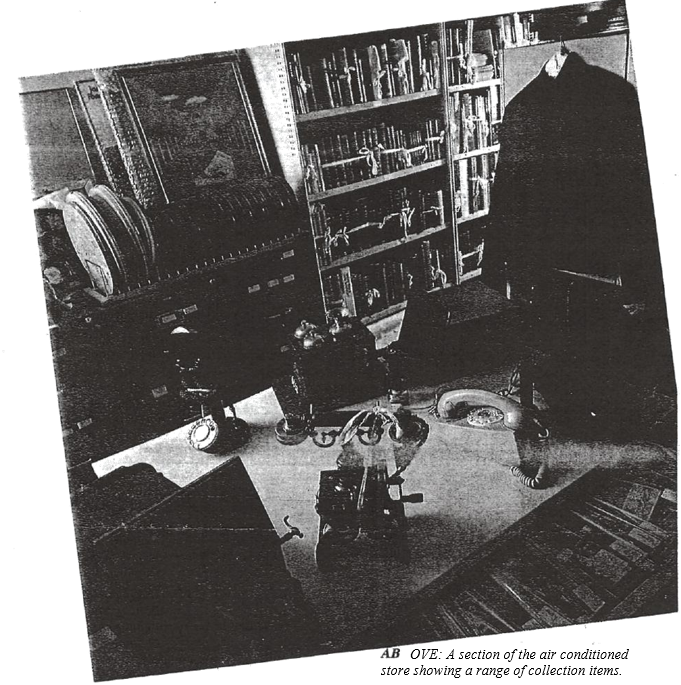 AB OVE: A section of the air conditioned
store showing a range of collection items.